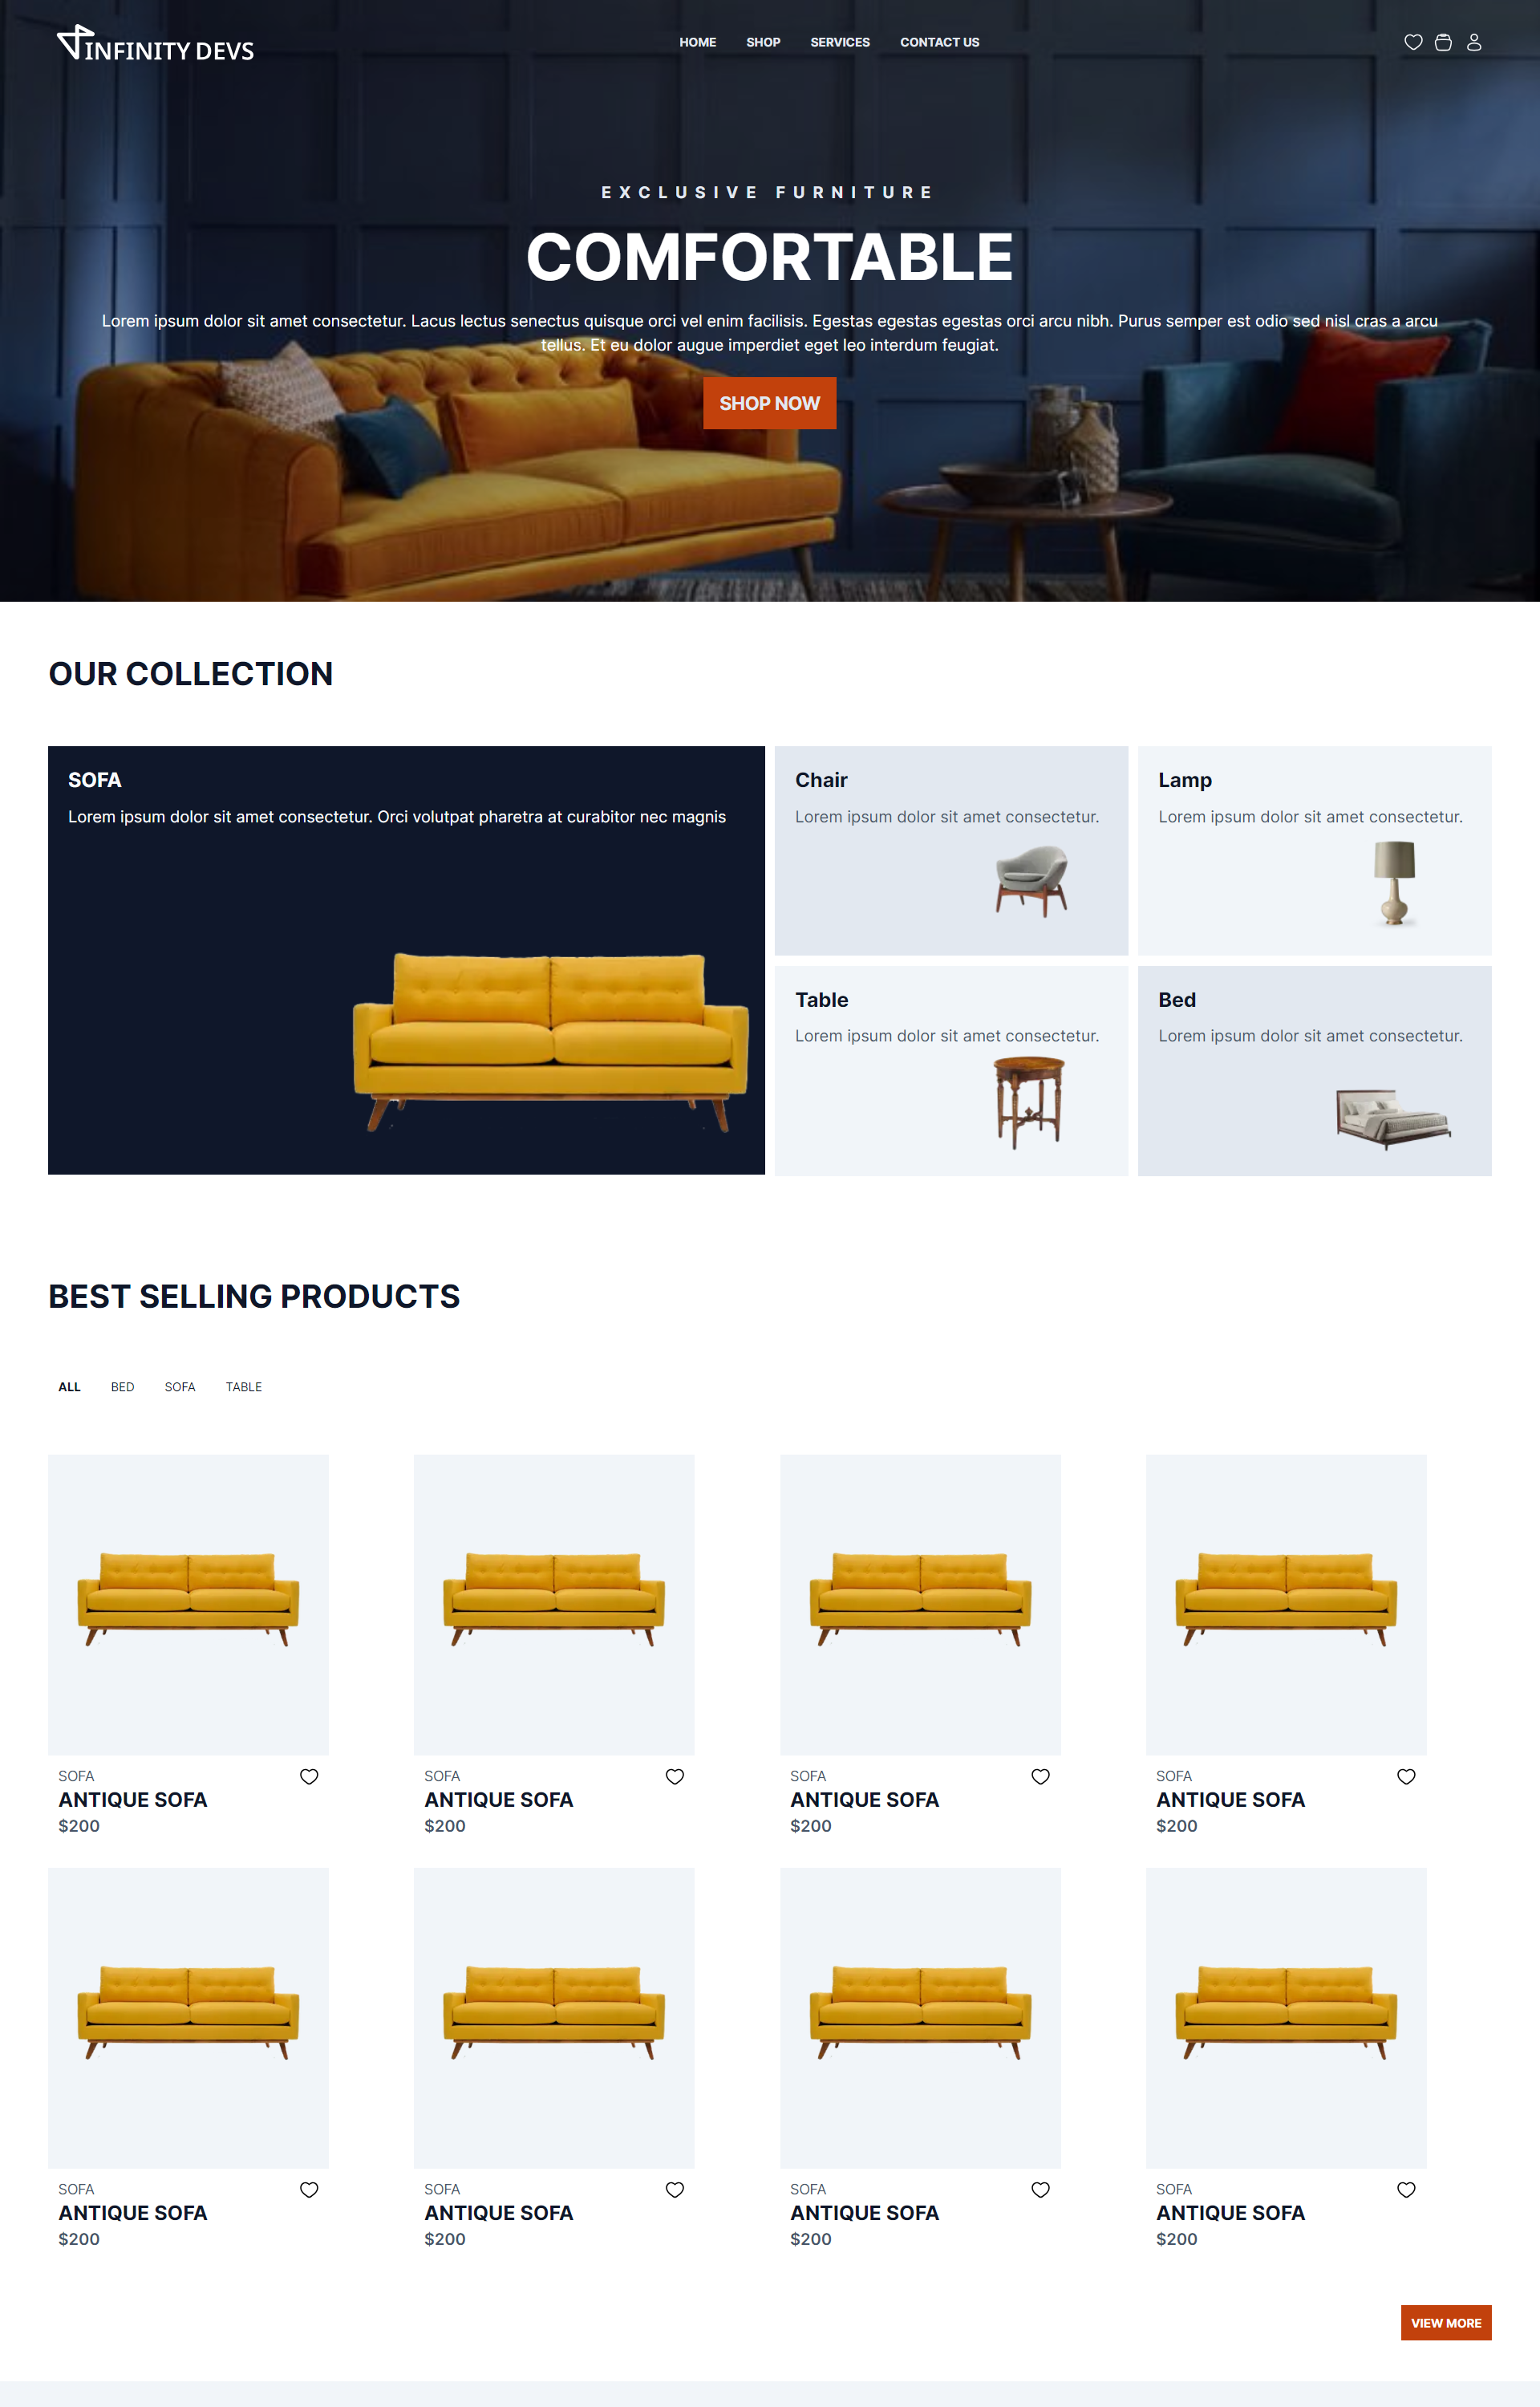 INFINITY DEVS
HOME SHOP SERVICES CONTACT US
EXCLUSIVE FURNITURE
COMFORTABLE
Lorem ipsum dolor sit amet consectetur. Lacus lectus senectus quisque orci vel enim facilisis. Egestas egestas egestas orci arcu nibh. Purus semper est odio sed nisl cras a arcu
tellus. Et eu dolor augue imperdiet eget leo interdum feugiat.
SHOP NOW
OUR COLLECTION
SOFA
Lorem ipsum dolor sit amet consectetur. Orci volutpat pharetra at curabitor nec magnis
Chair
Lorem ipsum dolor sit amet consectetur.
Lamp
Lorem ipsum dolor sit amet consectetur.
Table
Lorem ipsum dolor sit amet consectetur.
Bed
Lorem ipsum dolor sit amet consectetur.
BEST SELLING PRODUCTS
ALL BED SOFA TABLE
SOFA
ANTIQUE SOFA
$200
SOFA
ANTIQUE SOFA
$200
SOFA
ANTIQUE SOFA
$200
SOFA
ANTIQUE SOFA
$200
SOFA
ANTIQUE SOFA
$200
SOFA
ANTIQUE SOFA
$200
SOFA
ANTIQUE SOFA
$200
SOFA
ANTIQUE SOFA
$200
VIEW MORE